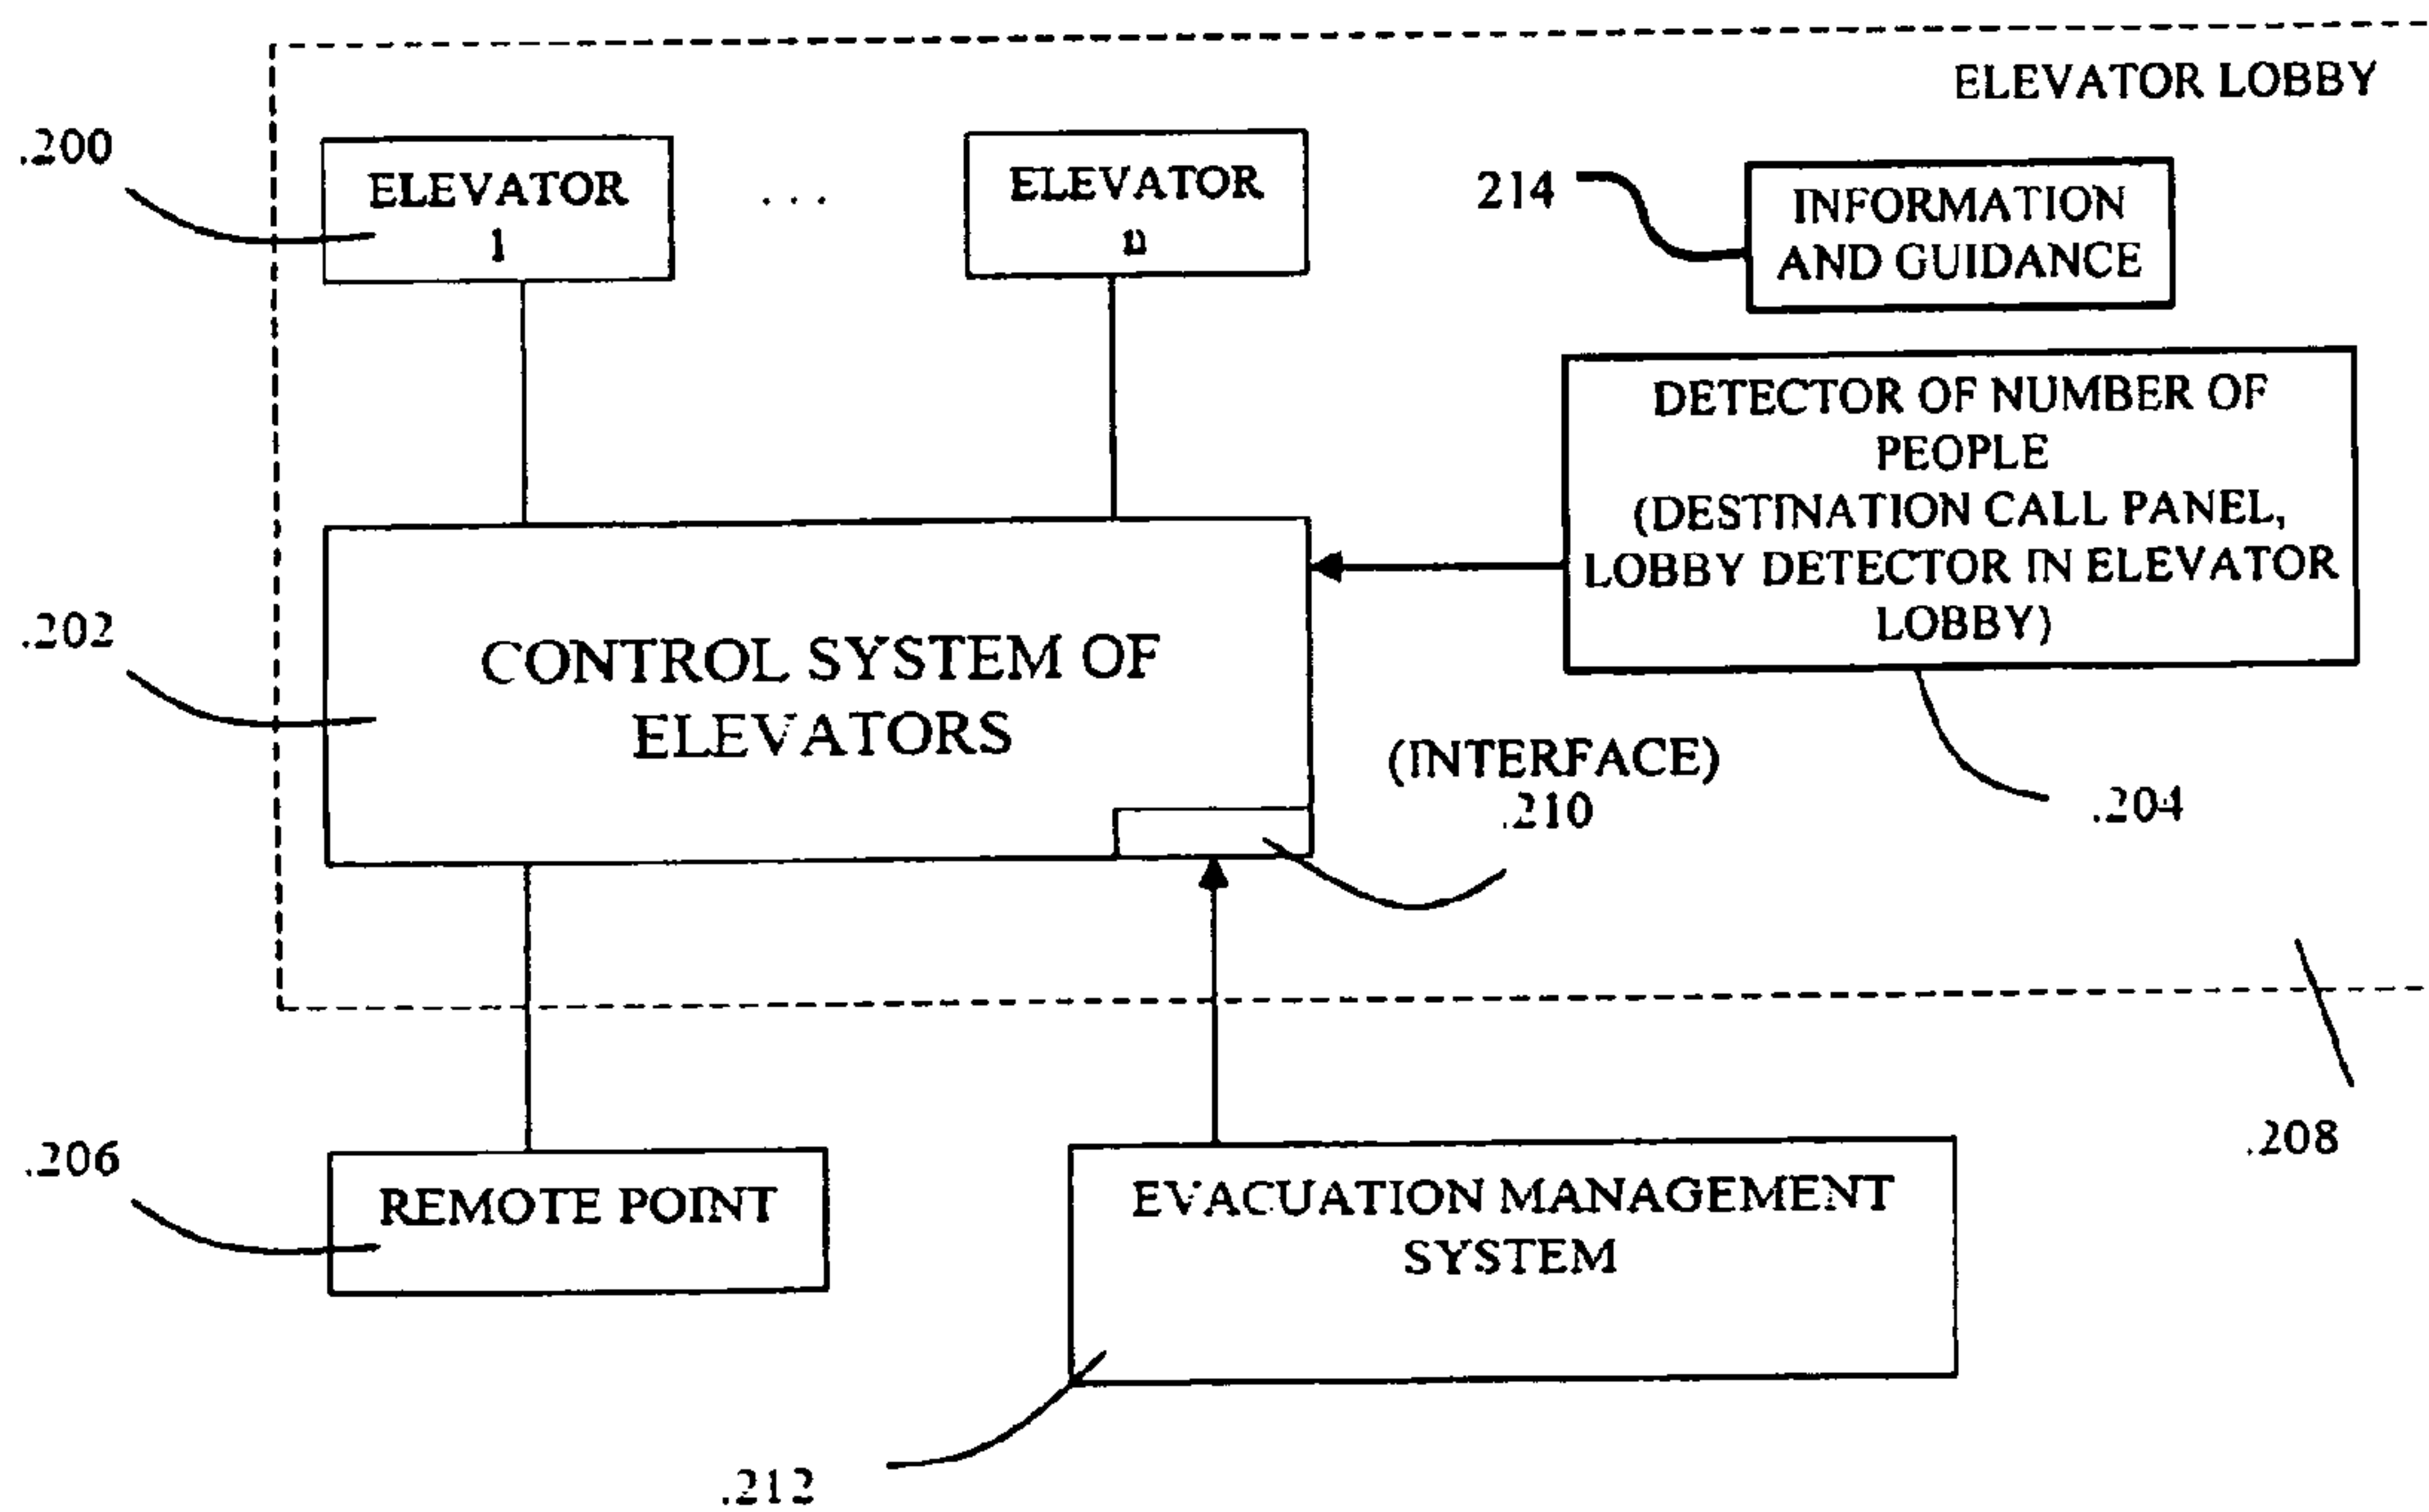 ELEVATOR LOBBY
.200
ELEVATOR
1
. . .
ELEVATOR
n
214
INFORMATION
AND GUIDANCE
DETECTOR OF NUMBER OF
PEOPLE
(DESTINATION CALL PANEL,
LOBBY DETECTOR IN ELEVATOR
LOBBY)
.202
CONTROL SYSTEM OF
ELEVATORS
(INTERFACE)
.210
.204
.206
REMOTE POINT
EVACUATION MANAGEMENT
SYSTEM
.208
.212